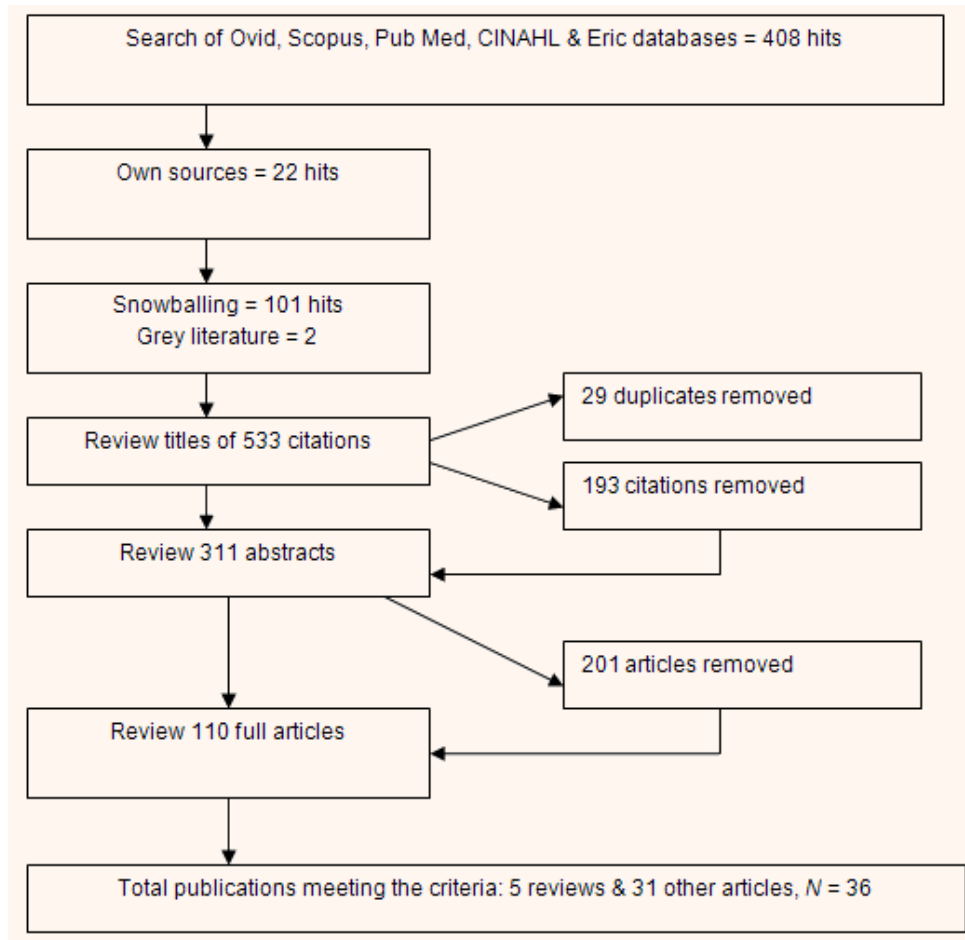 Search of Ovid, Scopus, Pub Med, CINAHL & Eric databases = 408 hits
Own sources = 22 hits
Snowballing = 101 hits
Grey literature = 2
Review titles of 533 citations
29 duplicates removed
193 citations removed
Review 311 abstracts
201 articles removed
Review 110 full articles
Total publications meeting the criteria: 5 reviews & 31 other articles, N = 36